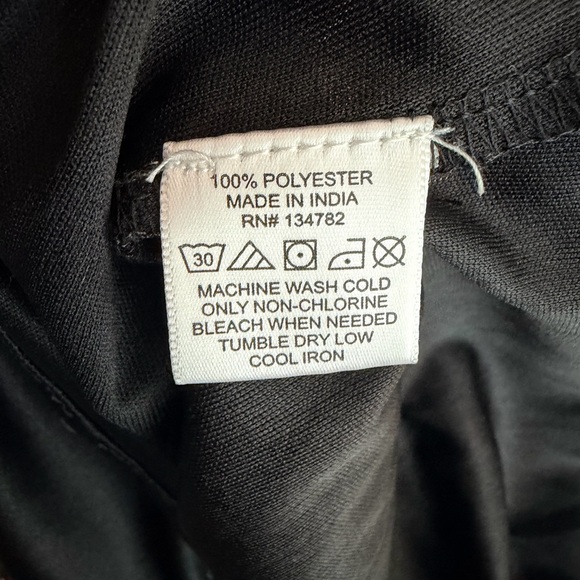 100% POLYESTER
MADE IN INDIA
RN# 134782
30
MACHINE WASH COLD
ONLY NON-CHLORINE
BLEACH WHEN NEEDED
TUMBLE DRY LOW
COOL IRON